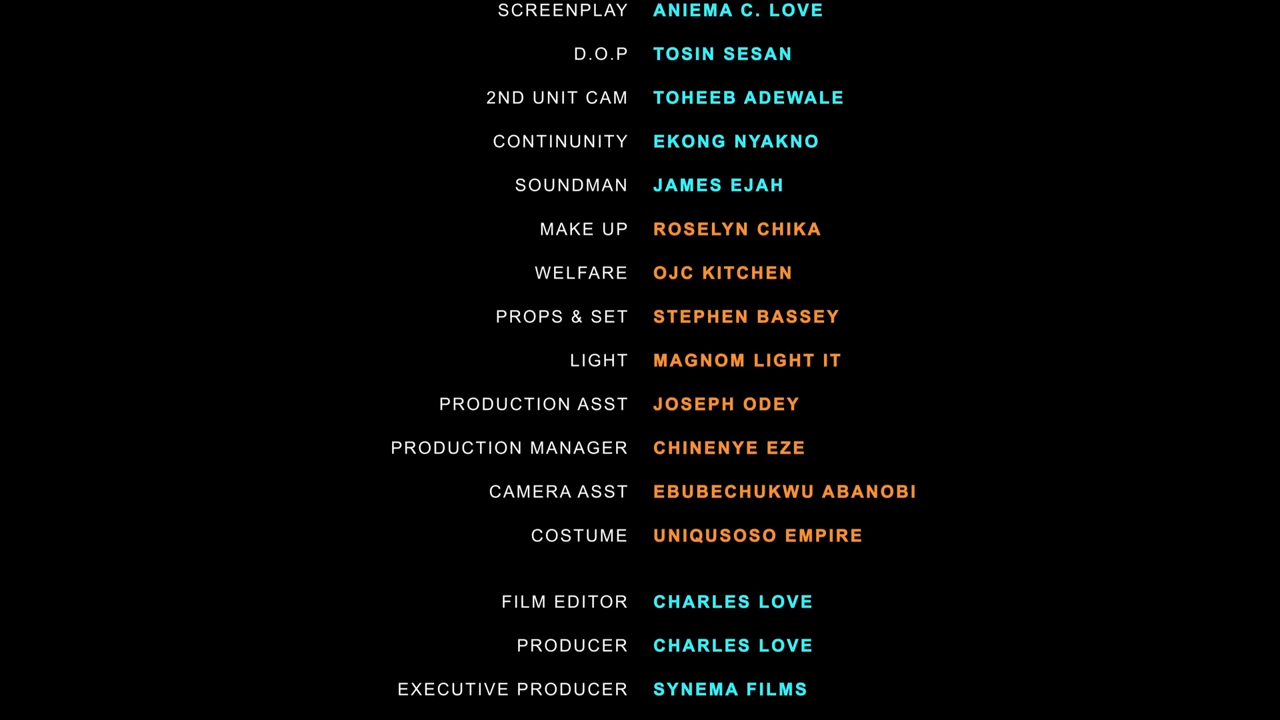 SCREENPLAY ANIEMA C. LOVE
D.O.P TOSIN SESAN
2ND UNIT CAM TOHEEB ADEWALE
CONTINUNITY EKONG NYAKNO
SOUNDMAN JAMES EJAH
MAKE UP ROSELYN CHIKA
WELFARE OJC KITCHEN
PROPS & SET STEPHEN BASSEY
LIGHT MAGNOM LIGHT IT
PRODUCTION ASST JOSEPH ODEY
PRODUCTION MANAGER CHINENYE EZE
CAMERA ASST EBUBECHUKWU ABANOBI
COSTUME UNIQUSOSO EMPIRE
FILM EDITOR CHARLES LOVE
PRODUCER CHARLES LOVE
EXECUTIVE PRODUCER SYNEMA FILMS